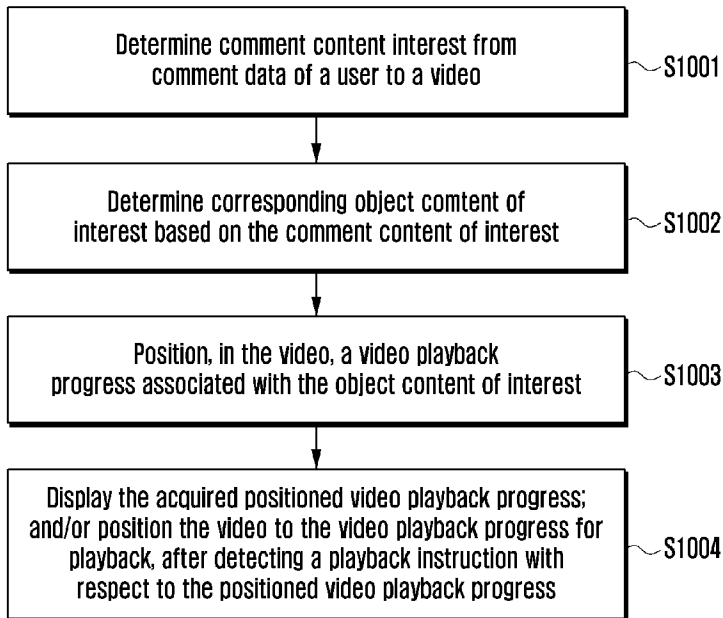 Determine comment content interest from
comment data of a user to a video
S1001
Determine corresponding object comtent of
interest based on the comment content of interest
S1002
Position, in the video, a video playback
progress associated with the object content of interest
S1003
Display the acquired positioned video playback progress;
and/or position the video to the video playback progress for
playback, after detecting a playback instruction with
respect to the positioned video playback progress
S1004